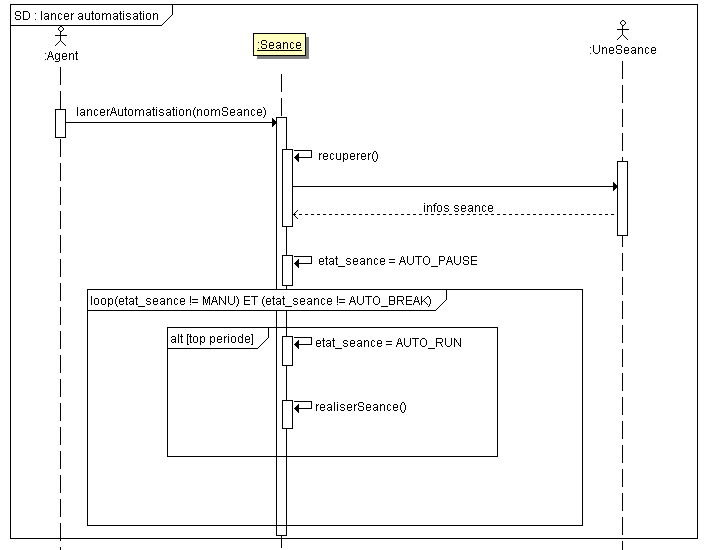 SD : lancer automatisation
:Agent
:Seance
:UneSeance
lancerAutomatisation(nomSeance)
recuperer()
infos seance
etat_seance = AUTO_PAUSE
loop(etat_seance != MANU) ET (etat_seance != AUTO_BREAK)
alt [top periode]
etat_seance = AUTO_RUN
realiserSeance()